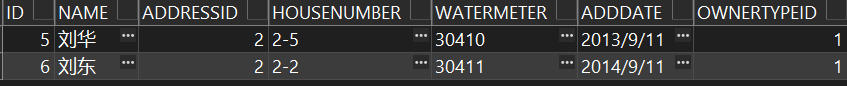 ID NAME ADDRESSID HOUSENUMBER WATERMETER ADDDATE OWNERTYPEID
5 刘华 ··· 2 2-5 ··· 30410 ··· 2013/9/11 ··· 1
6 刘东 ··· 2 2-2 ··· 30411 ··· 2014/9/11 ··· 1